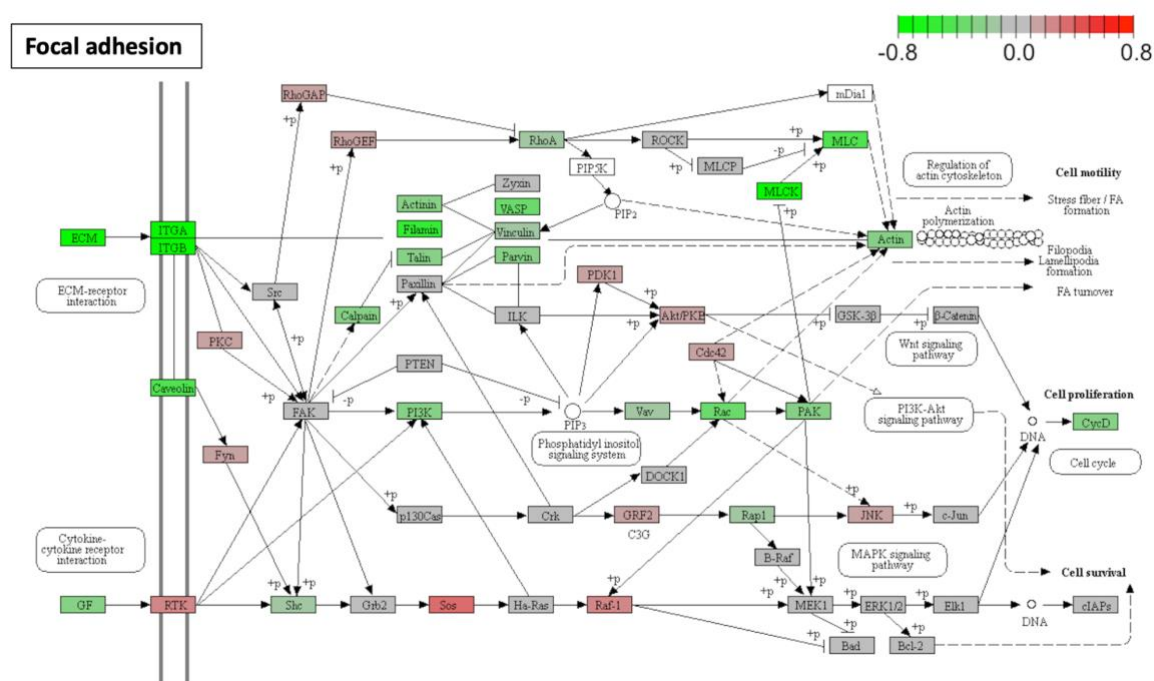 Focal adhesion
-0.8 0.0 0.8
RhoGAP
mDia1
+p
RhoGEF
RhoA
ROCK
+p
MLC
+p
PIP5K
+p
MLCP
-p
+p
Zyxin
MLCK
+p
Regulation of
actin cytoskeleton
Cell motility
Actinin
VASP
PIP2
Stress fiber / FA
formation
ITGA
Filamin
Vinculin
Actin
polymerization
ECM
ITGB
Actin
Talin
Parvin
Filopodia
Lamellipodia
formation
ECM-receptor
interaction
Src
Paxillin
PDK1
+p
FA turnover
+p
Calpain
ILK
+p
Akt/PKB
+p
GSK-3β
+p
β-Catenin
+p
PKC
Cdc42
Wnt signaling
pathway
PTEN
Caveolin
+p
-p
-p
Cell proliferation
FAK
PI3K
PIP3
Vav
Rac
PAK
PI3K-Akt
signaling pathway
DNA
CycD
Phosphatidyl inositol
signaling system
Fyn
Cell cycle
DOCK1
+p
+p
p130Cas
Crk
GRF2
Rap1
JNK
+p
c-Jun
C3G
Cytokine-
cytokine receptor
interaction
B-Raf
MAPK signaling
pathway
+p
+p
+p
+p
+p
Cell survival
GF
RTK
Shc
Grb2
Sos
Ha-Ras
Raf-1
MEK1
+p
ERK1/2
+p
Elk1
DNA
cIAPs
+p
+p
+p
Bad
Bcl-2